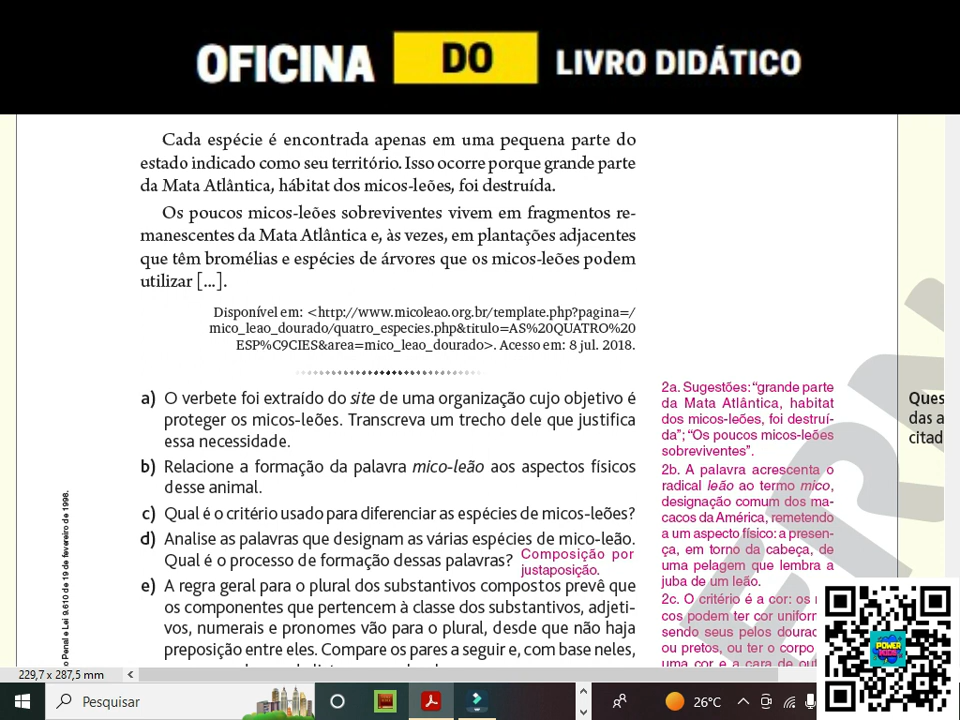 OFICINA DO LIVRO DIDÁTICO
Cada espécie é encontrada apenas em uma pequena parte do
estado indicado como seu território. Isso ocorre porque grande parte
da Mata Atlântica, hábitat dos micos-leões, foi destruída.
Os poucos micos-leões sobreviventes vivem em fragmentos re-
manescentes da Mata Atlântica e, às vezes, em plantações adjacentes
que têm bromélias e espécies de árvores que os micos-leões podem
utilizar [...].
Disponível em: <http://www.micoleao.org.br/template.php?pagina=/
mico_leao_dourado/quatro_especies.php&titulo=AS%20QUATRO%20
ESP%C9CIES&area=mico_leao_dourado>. Acesso em: 8 jul. 2018.
a) O verbete foi extraído do site de uma organização cujo objetivo é
proteger os micos-leões. Transcreva um trecho dele que justifica
essa necessidade.
b) Relacione a formação da palavra mico-leão aos aspectos físicos
desse animal.
c) Qual é o critério usado para diferenciar as espécies de micos-leões?
d) Analise as palavras que designam as várias espécies de mico-leão.
Qual é o processo de formação dessas palavras?
Composição por
justaposição.
e) A regra geral para o plural dos substantivos compostos prevê que
os componentes que pertencem à classe dos substantivos, adjeti-
vos, numerais e pronomes vão para o plural, desde que não haja
preposição entre eles. Compare os pares a seguir e, com base neles,
2a. Sugestões: “grande parte
da Mata Atlântica, habitat
dos micos-leões, foi destruí-
da”; “Os poucos micos-leões
sobreviventes”.
2b. A palavra acrescenta o
radical leão ao termo mico,
designação comum dos ma-
cacos da América, remetendo
a um aspecto físico: a presen-
ça, em torno da cabeça, de
uma pelagem que lembra a
juba de um leão.
2c. O critério é a cor: os
cos podem ter cor uniform
sendo seus pelos dourad
ou pretos, ou ter o corpo
uma cor e a cara de out
Ques
das a
citad
o Penal e Lei 9.610 de 19 de fevereiro de 1998.
POWER
229,7 x 287,5 mm
Pesquisar
26°C